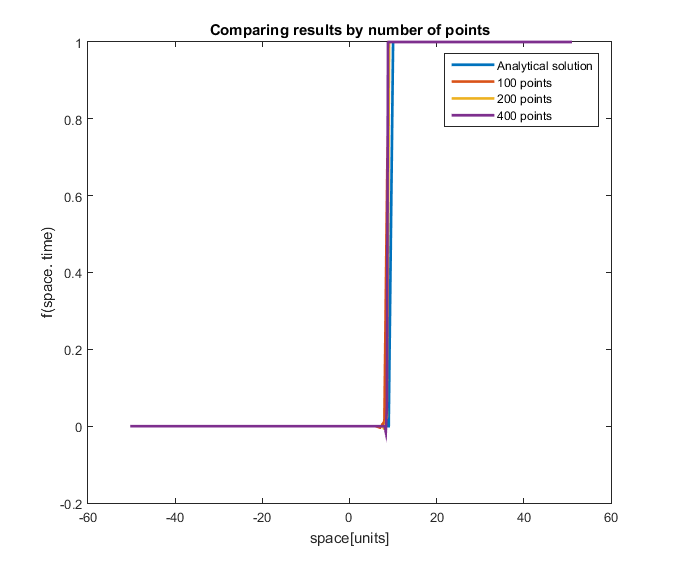 Comparing results by number of points
1
0.8
0.6
0.4
0.2
0
-0.2
f(space. time)
Analytical solution
100 points
200 points
400 points
-60 -40 -20 0 20 40 60
space[units]